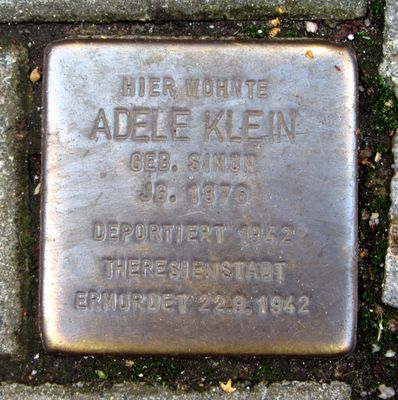 HIER WOHNTE
ADELE KLEIN
GEB. SIMON
JG. 1876
DEPORTIERT 1942
THERESIENSTADT
ERMORDET 22.9.1942